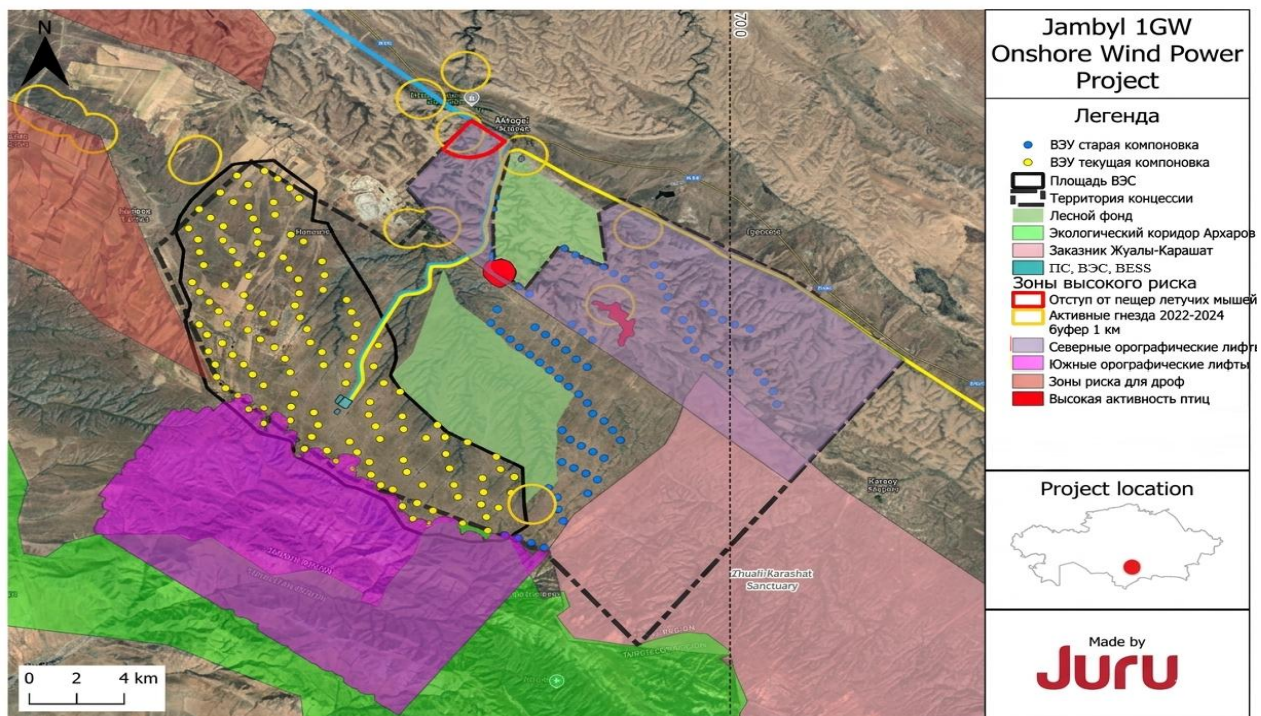 Jambyl 1GW
Onshore Wind Power
Project
Легенда
ВЭУ старая компоновка
ВЭУ текущая компоновка
Площадь ВЭС
Территория концессии
Лесной фонд
Экологический коридор Архаров
Заказник Жуалы-Карашат
ПС, ВЭС, BESS
Зоны высокого риска
Отступ от пещер летучих мышей
Активные гнезда 2022-2024
буфер 1 км
Северные орографические лифты
Южные орографические лифты
Зоны риска для дроф
Высокая активность птиц
Project location
Made by
Juru
N
700
Zhuali-Karashat
Sanctuary
0 2 4 km